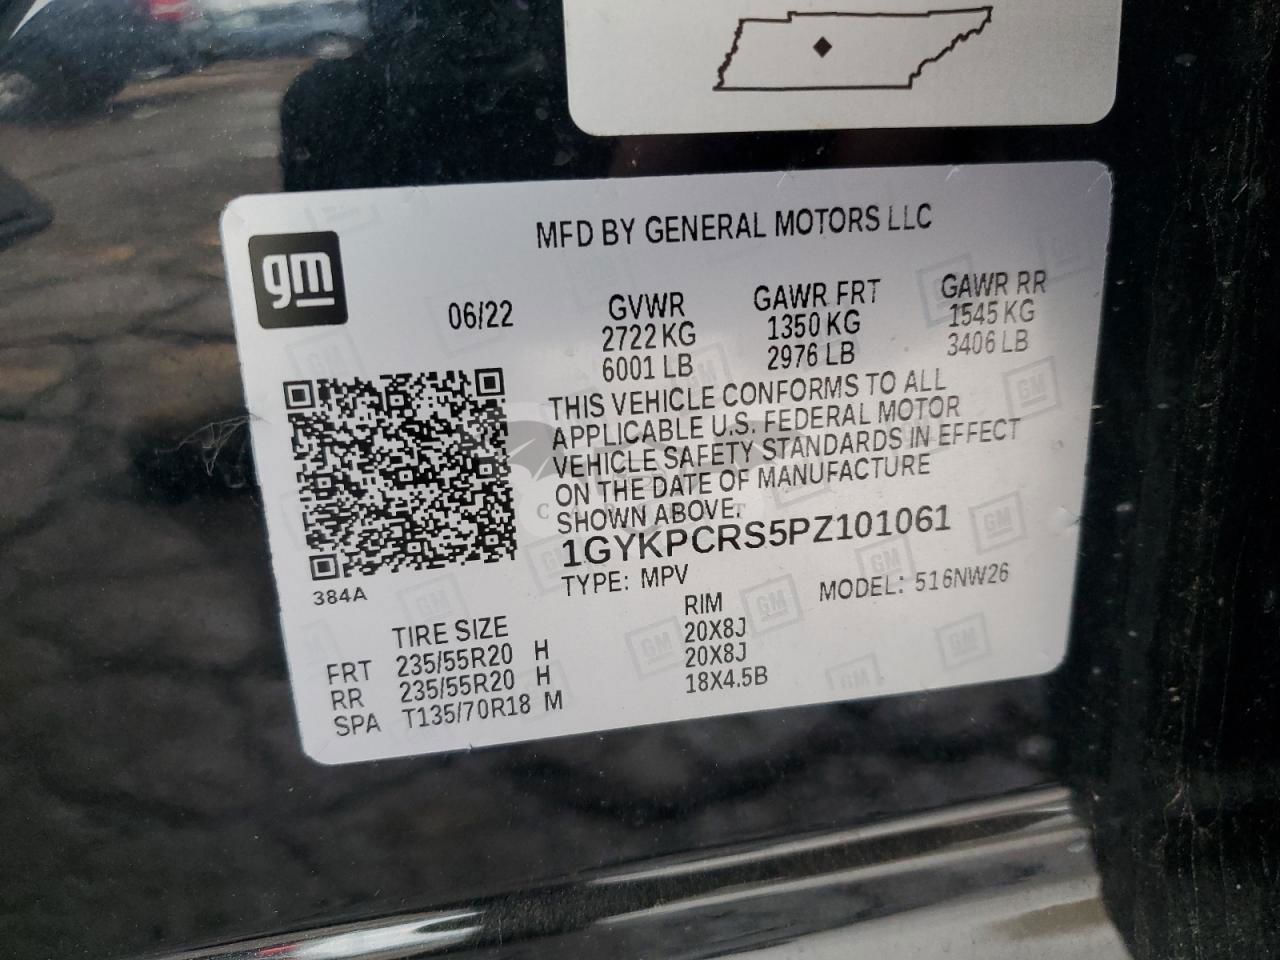 MFD BY GENERAL MOTORS LLC
gm
06/22
GVWR
2722 KG
6001 LB
GAWR FRT
1350 KG
2976 LB
GAWR RR
1545 KG
3406 LB
THIS VEHICLE CONFORMS TO ALL
APPLICABLE U.S. FEDERAL MOTOR
VEHICLE SAFETY STANDARDS IN EFFECT
ON THE DATE OF MANUFACTURE
SHOWN ABOVE.
1GYKPCRS5PZ101061
TYPE: MPV
MODEL: 516NW26
384A
TIRE SIZE
RIM
FRT 235/55R20 H 20X8J
RR 235/55R20 H 20X8J
SPA T135/70R18 M 18X4.5B